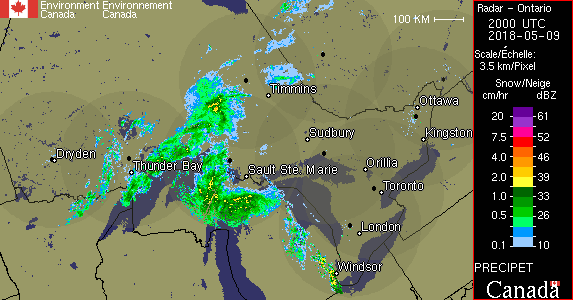 Environment Environnement
Canada Canada
100 KM
Timmins
Ottawa
Sudbury
Kingston
Dryden
Thunder Bay
Sault Ste. Marie
Orillia
Toronto
London
Windsor
Radar - Ontario
2000 UTC
2018-05-09
Scale/Échelle:
3.5 km/Pixel
Snow/Neige
cm/hr dBZ
20 61
7.5 52
4.0 46
2.0 39
1.0 33
0.5 26
0.1 10
PRECIPET
Canada